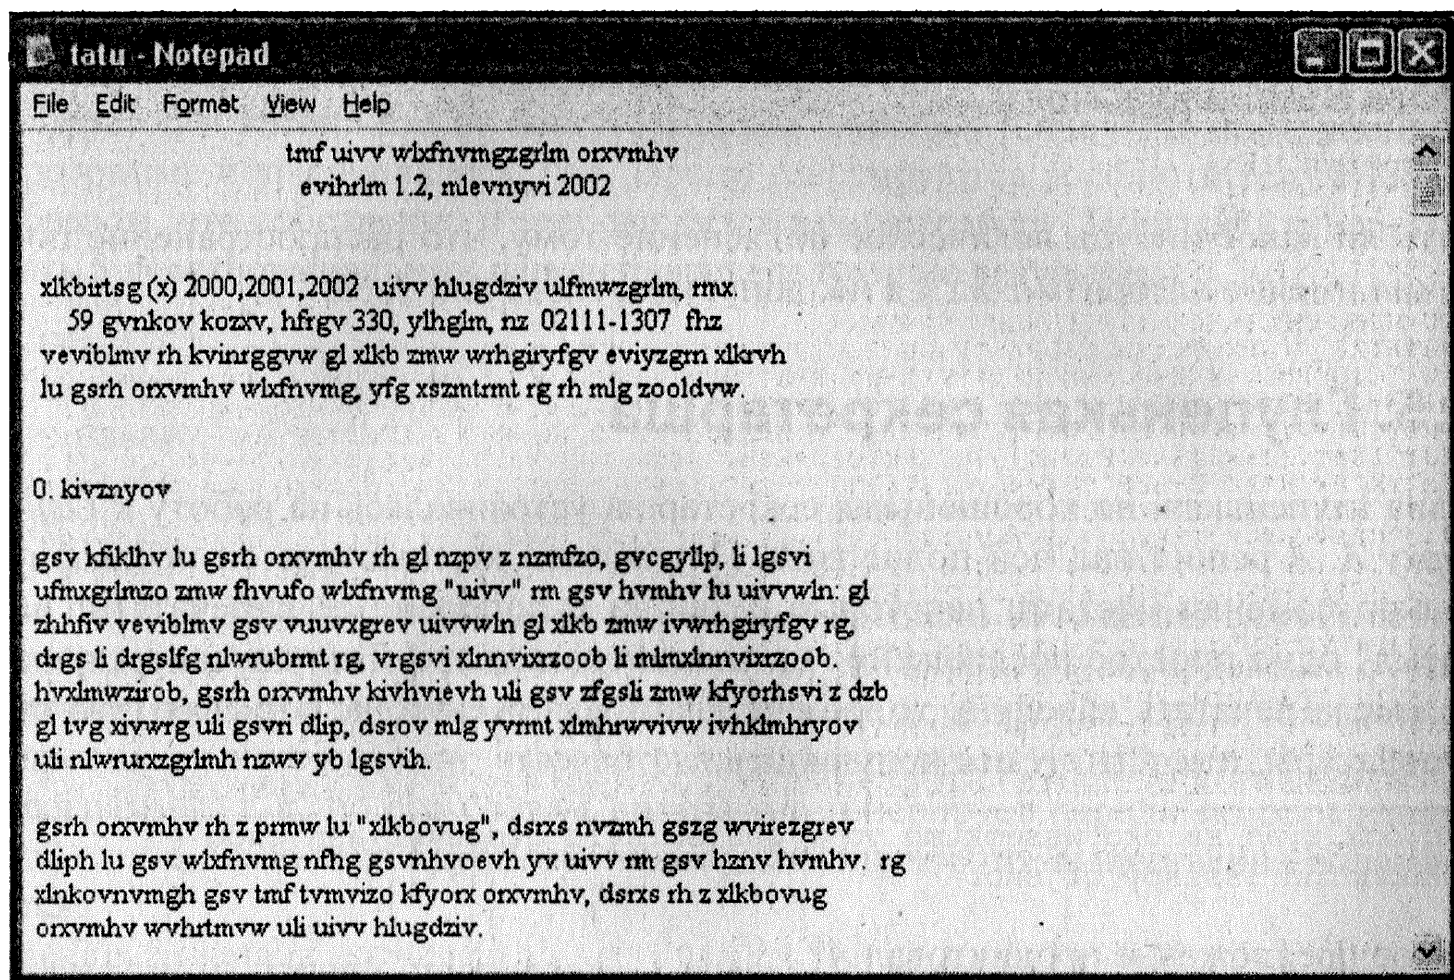 tatu - Notepad
File Edit Format View Help
tmf uivv wlxfnvmgzgrlm orxvmhv
evihrlm 1.2, mlevnyvi 2002
xlkbirtsg (x) 2000,2001,2002 uivv hlugdziv ulfmwzgrlm, rmx.
59 gvnkov kozxv, hfrgv 330, ylhglm, nz 02111-1307 fhz
veviblmv rh kvinrggvw gl xlkb zmw wrhgiryfgv eviyzgrn xlkrvh
lu gsrh orxvmhv wlxfnvmg, yfg xszmtrmt rg rh mlg zooldvw.
0. kivznyov
gsv kfiklhv lu gsrh orxvmhv rh gl nzpv z nzmfzo, gvcgyllp, li lgsvi
ufmxgrlmzo zmw fhvufo wlxfnvmg "uivv" rm gsv hvmhv lu uivvwln: gl
zhhfiv veviblmv gsv vuuvxgrev uivvwln gl xlkb zmw ivwrhgiryfgv rg,
drgs li drgslfg nlwrubrmt rg, vrgsvi xlnnvixrzoob li mlmxlnnvixrzoob.
hvxlmwzirob, gsrh orxvmhv kivhvievh uli gsv zfgsli zmw kfyorhsvi z dzb
gl tvg xivwrg uli gsvri dlip, dsrov mlg yvrmt xlmhrwvivw ivhklmhryov
uli nlwrurxzgrlmh nzwv yb lgsvih.
gsrh orxvmhv rh z prmw lu "xlkbovug", dsrxs nvzmh gszg wvirezgrev
dliph lu gsv wlxfnvmg nfhg gsvnhvoevh yv uivv rm gsv hznv hvmhv. rg
xlnkovnvmgh gsv tmf tvmvizo kfyorx orxvmhv, dsrxs rh z xlkbovug
orxvmhv wvhrtmvw uli uivv hlugdziv.